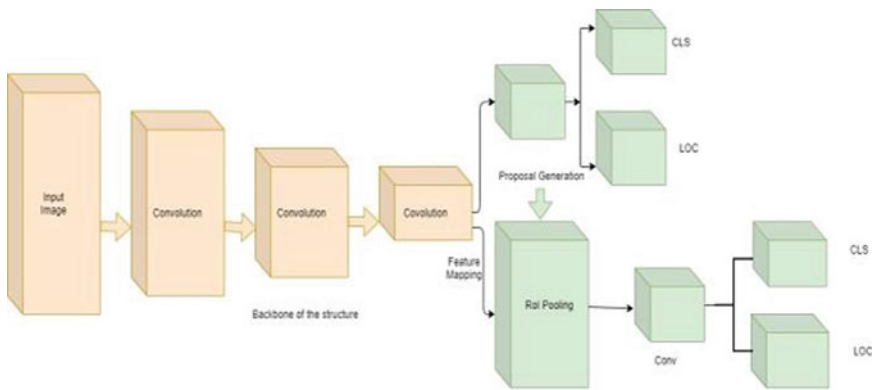 Input
Image
Convolution
Convolution
Covolution
Backbone of the structure
Feature
Mapping
Proposal Generation
CLS
LOC
RoI Pooling
Conv
CLS
LOC